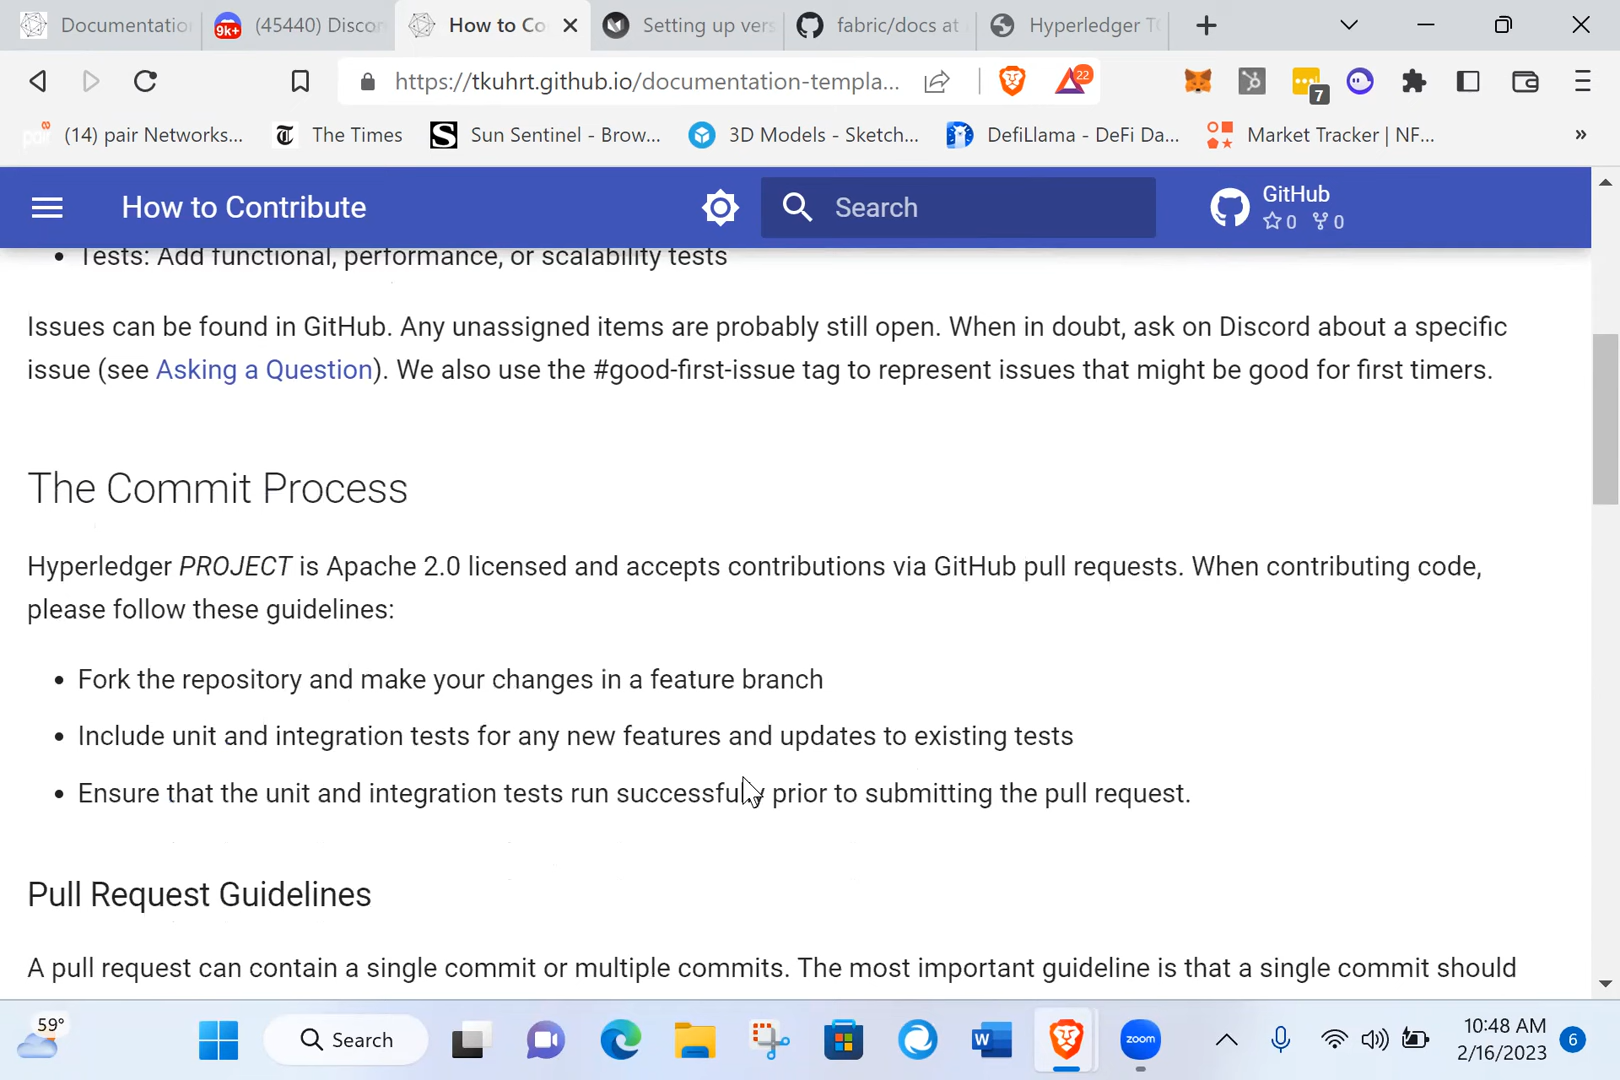 Documentatio
9k+ (45440) Discor
How to Co
Setting up vers
fabric/docs at
Hyperledger T
https://tkuhrt.github.io/documentation-templa...
22
7
(14) pair Networks...
The Times
Sun Sentinel - Brow...
3D Models - Sketch...
DefiLlama - DeFi Da...
Market Tracker | NF...
»
How to Contribute
Search
GitHub
0 0
• Tests: Add functional, performance, or scalability tests
Issues can be found in GitHub. Any unassigned items are probably still open. When in doubt, ask on Discord about a specific
issue (see Asking a Question). We also use the #good-first-issue tag to represent issues that might be good for first timers.
The Commit Process
Hyperledger PROJECT is Apache 2.0 licensed and accepts contributions via GitHub pull requests. When contributing code,
please follow these guidelines:
• Fork the repository and make your changes in a feature branch
• Include unit and integration tests for any new features and updates to existing tests
• Ensure that the unit and integration tests run successfully prior to submitting the pull request.
Pull Request Guidelines
A pull request can contain a single commit or multiple commits. The most important guideline is that a single commit should
59°
Search
zoom
10:48 AM
2/16/2023
6